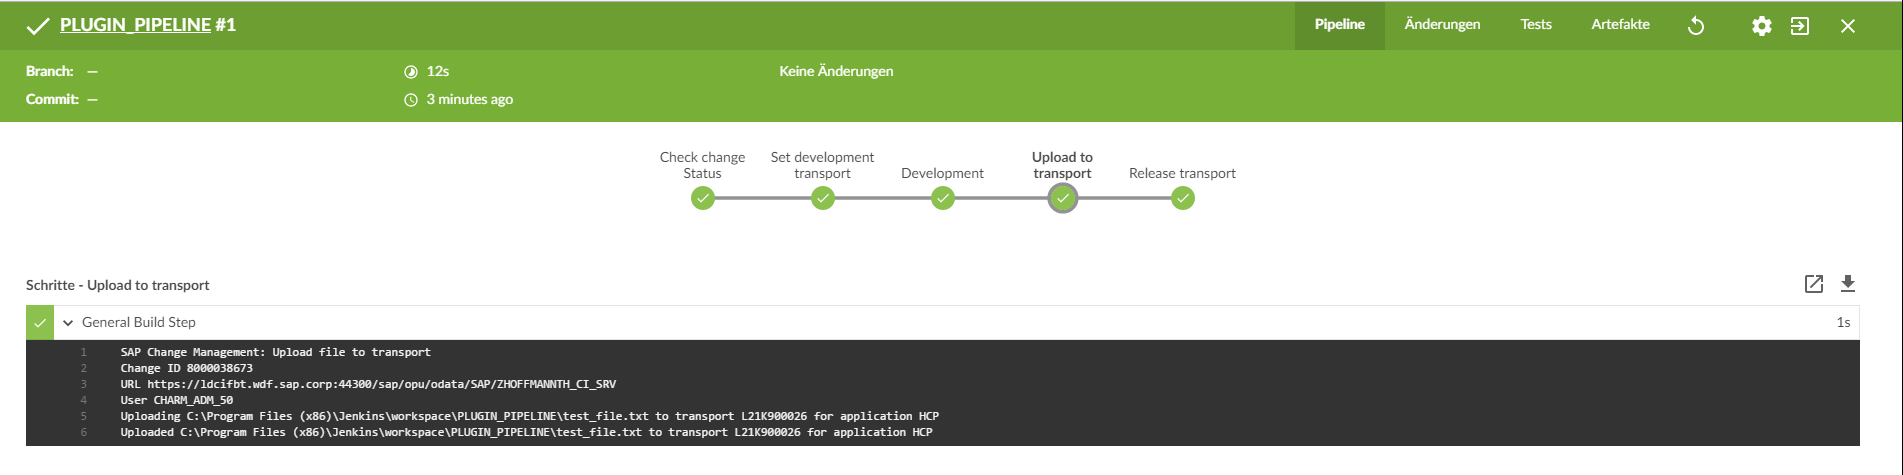 PLUGIN_PIPELINE #1
Pipeline
Änderungen
Tests
Artefakte
Branch: —
12s
Keine Änderungen
Commit: —
3 minutes ago
Check change
Status
Set development
transport
Development
Upload to
transport
Release transport
Schritte - Upload to transport
General Build Step
1s
1 SAP Change Management: Upload file to transport
2 Change ID 8000038673
3 URL https://ldcifbt.wdf.sap.corp:44300/sap/opu/odata/SAP/ZHOFFMANNTH_CI_SRV
4 User CHARM_ADM_50
5 Uploading C:\Program Files (x86)\Jenkins\workspace\PLUGIN_PIPELINE\test_file.txt to transport L21K900026 for application HCP
6 Uploaded C:\Program Files (x86)\Jenkins\workspace\PLUGIN_PIPELINE\test_file.txt to transport L21K900026 for application HCP